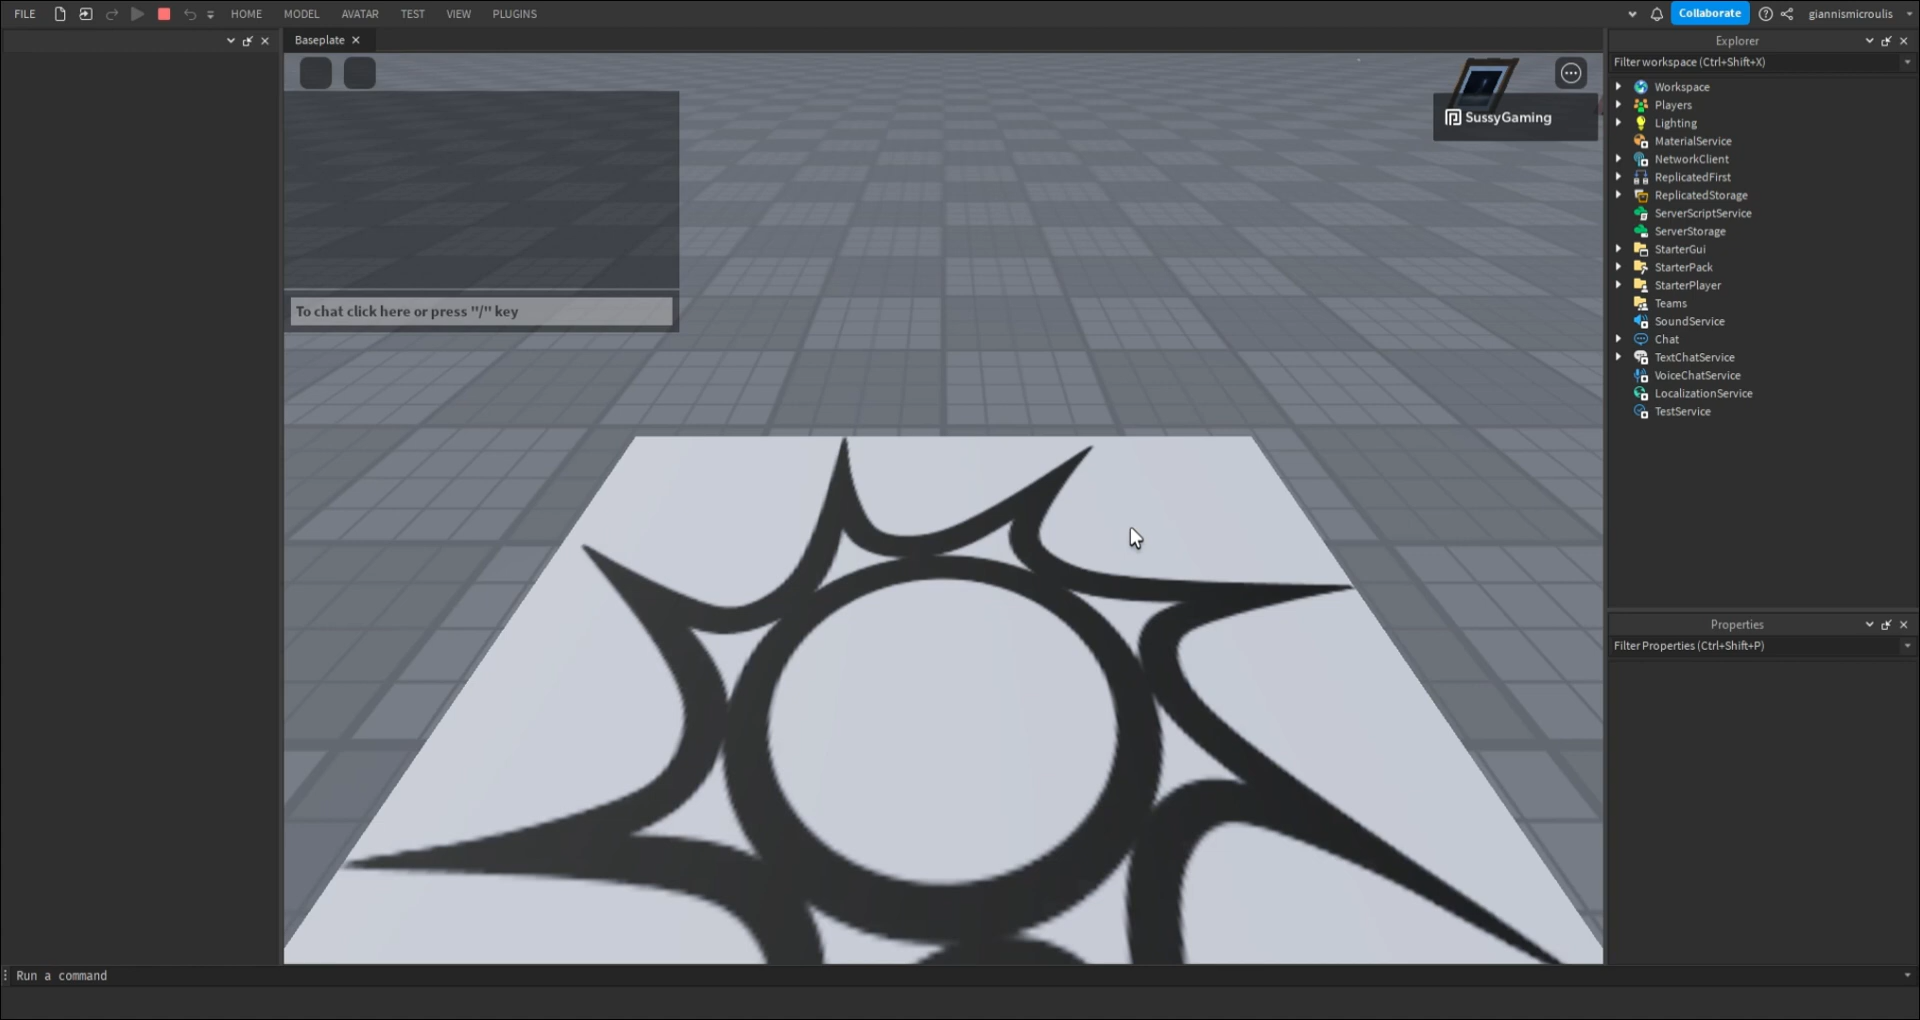 FILE
HOME
MODEL
AVATAR
TEST
VIEW
PLUGINS
Collaborate
giannismicroulis
Baseplate
Explorer
Filter workspace (Ctrl+Shift+X)
Workspace
Players
Lighting
MaterialService
NetworkClient
ReplicatedFirst
ReplicatedStorage
ServerScriptService
ServerStorage
StarterGui
StarterPack
StarterPlayer
Teams
SoundService
Chat
TextChatService
VoiceChatService
LocalizationService
TestService
SussyGaming
To chat click here or press "/" key
Properties
Filter Properties (Ctrl+Shift+P)
Run a command